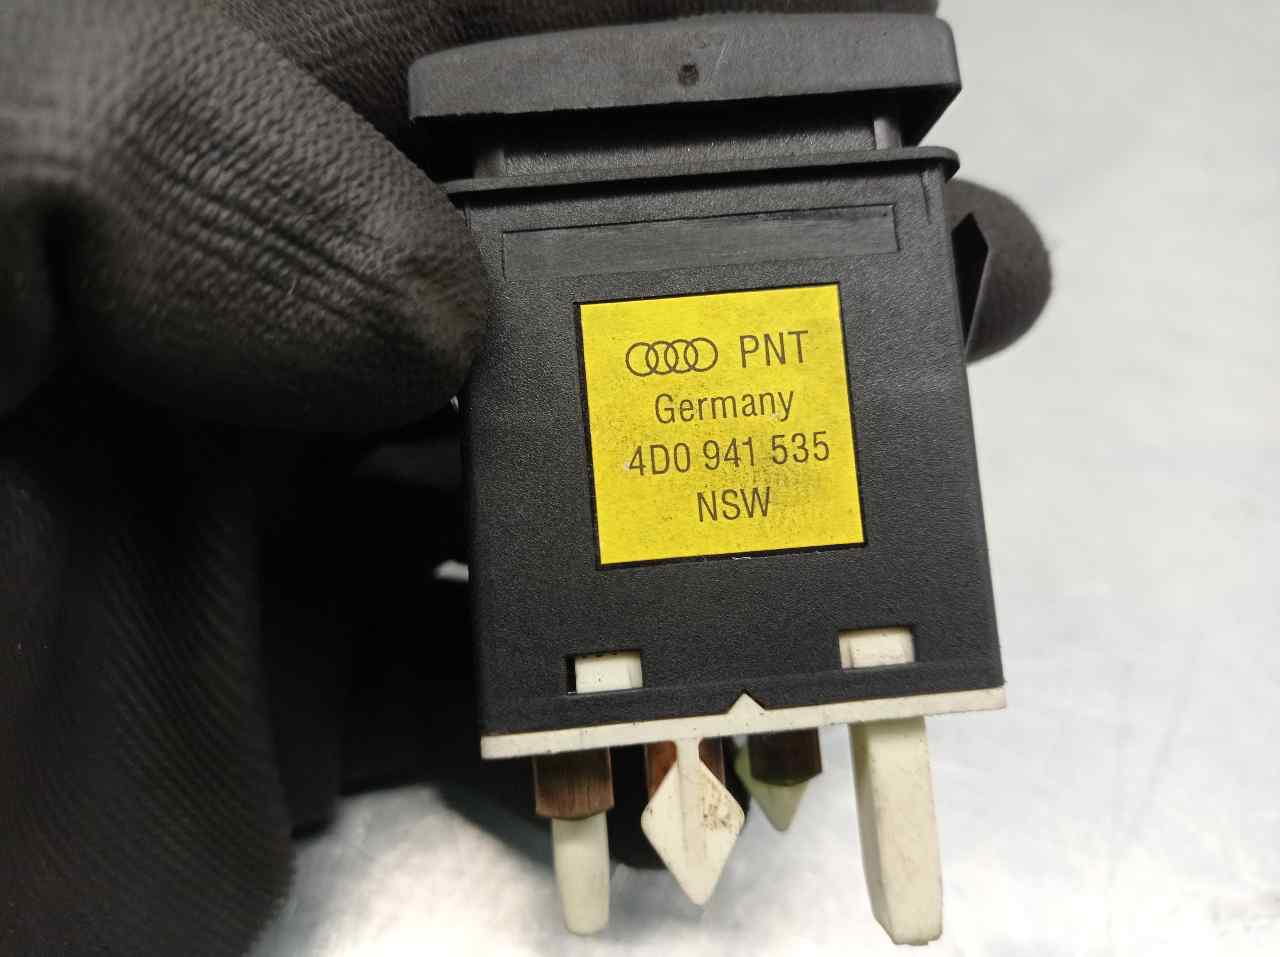 PNT
Germany
4D0 941 535
NSW